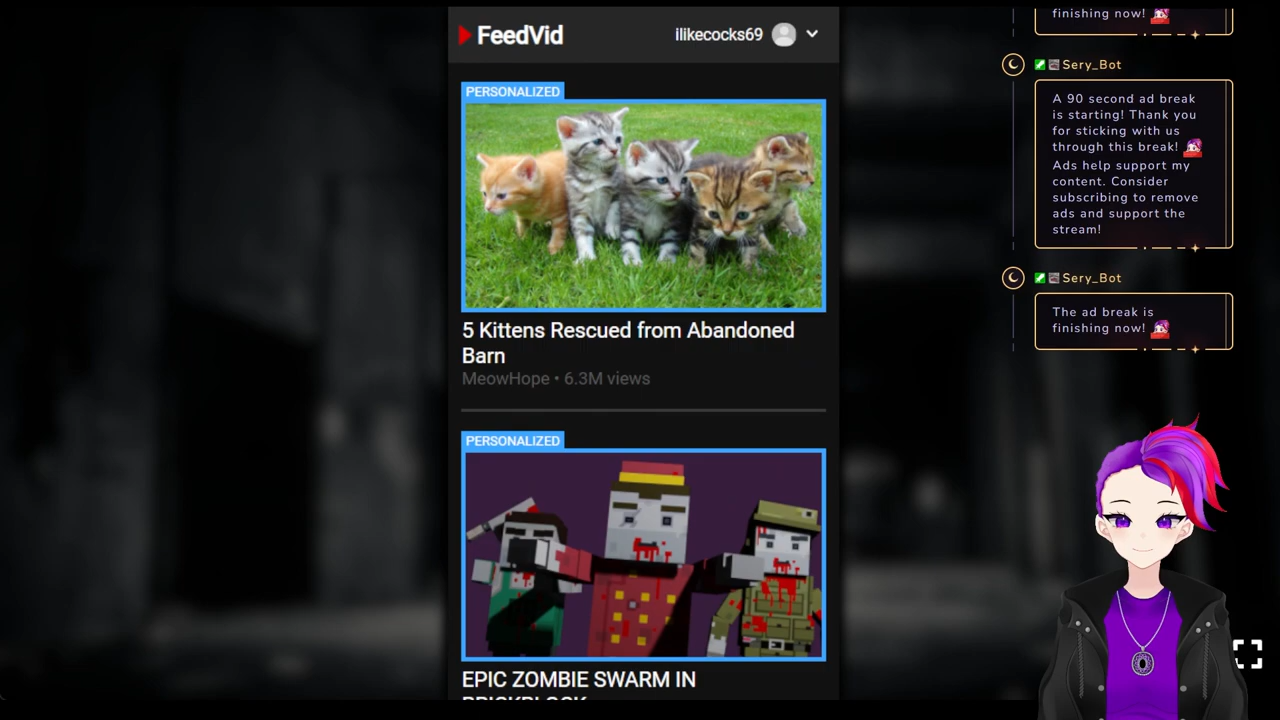 FeedVid
ilikecocks69
PERSONALIZED
5 Kittens Rescued from Abandoned
Barn
MeowHope • 6.3M views
PERSONALIZED
EPIC ZOMBIE SWARM IN
finishing now!
Sery_Bot
A 90 second ad break
is starting! Thank you
for sticking with us
through this break!
Ads help support my
content. Consider
subscribing to remove
ads and support the
stream!
Sery_Bot
The ad break is
finishing now!